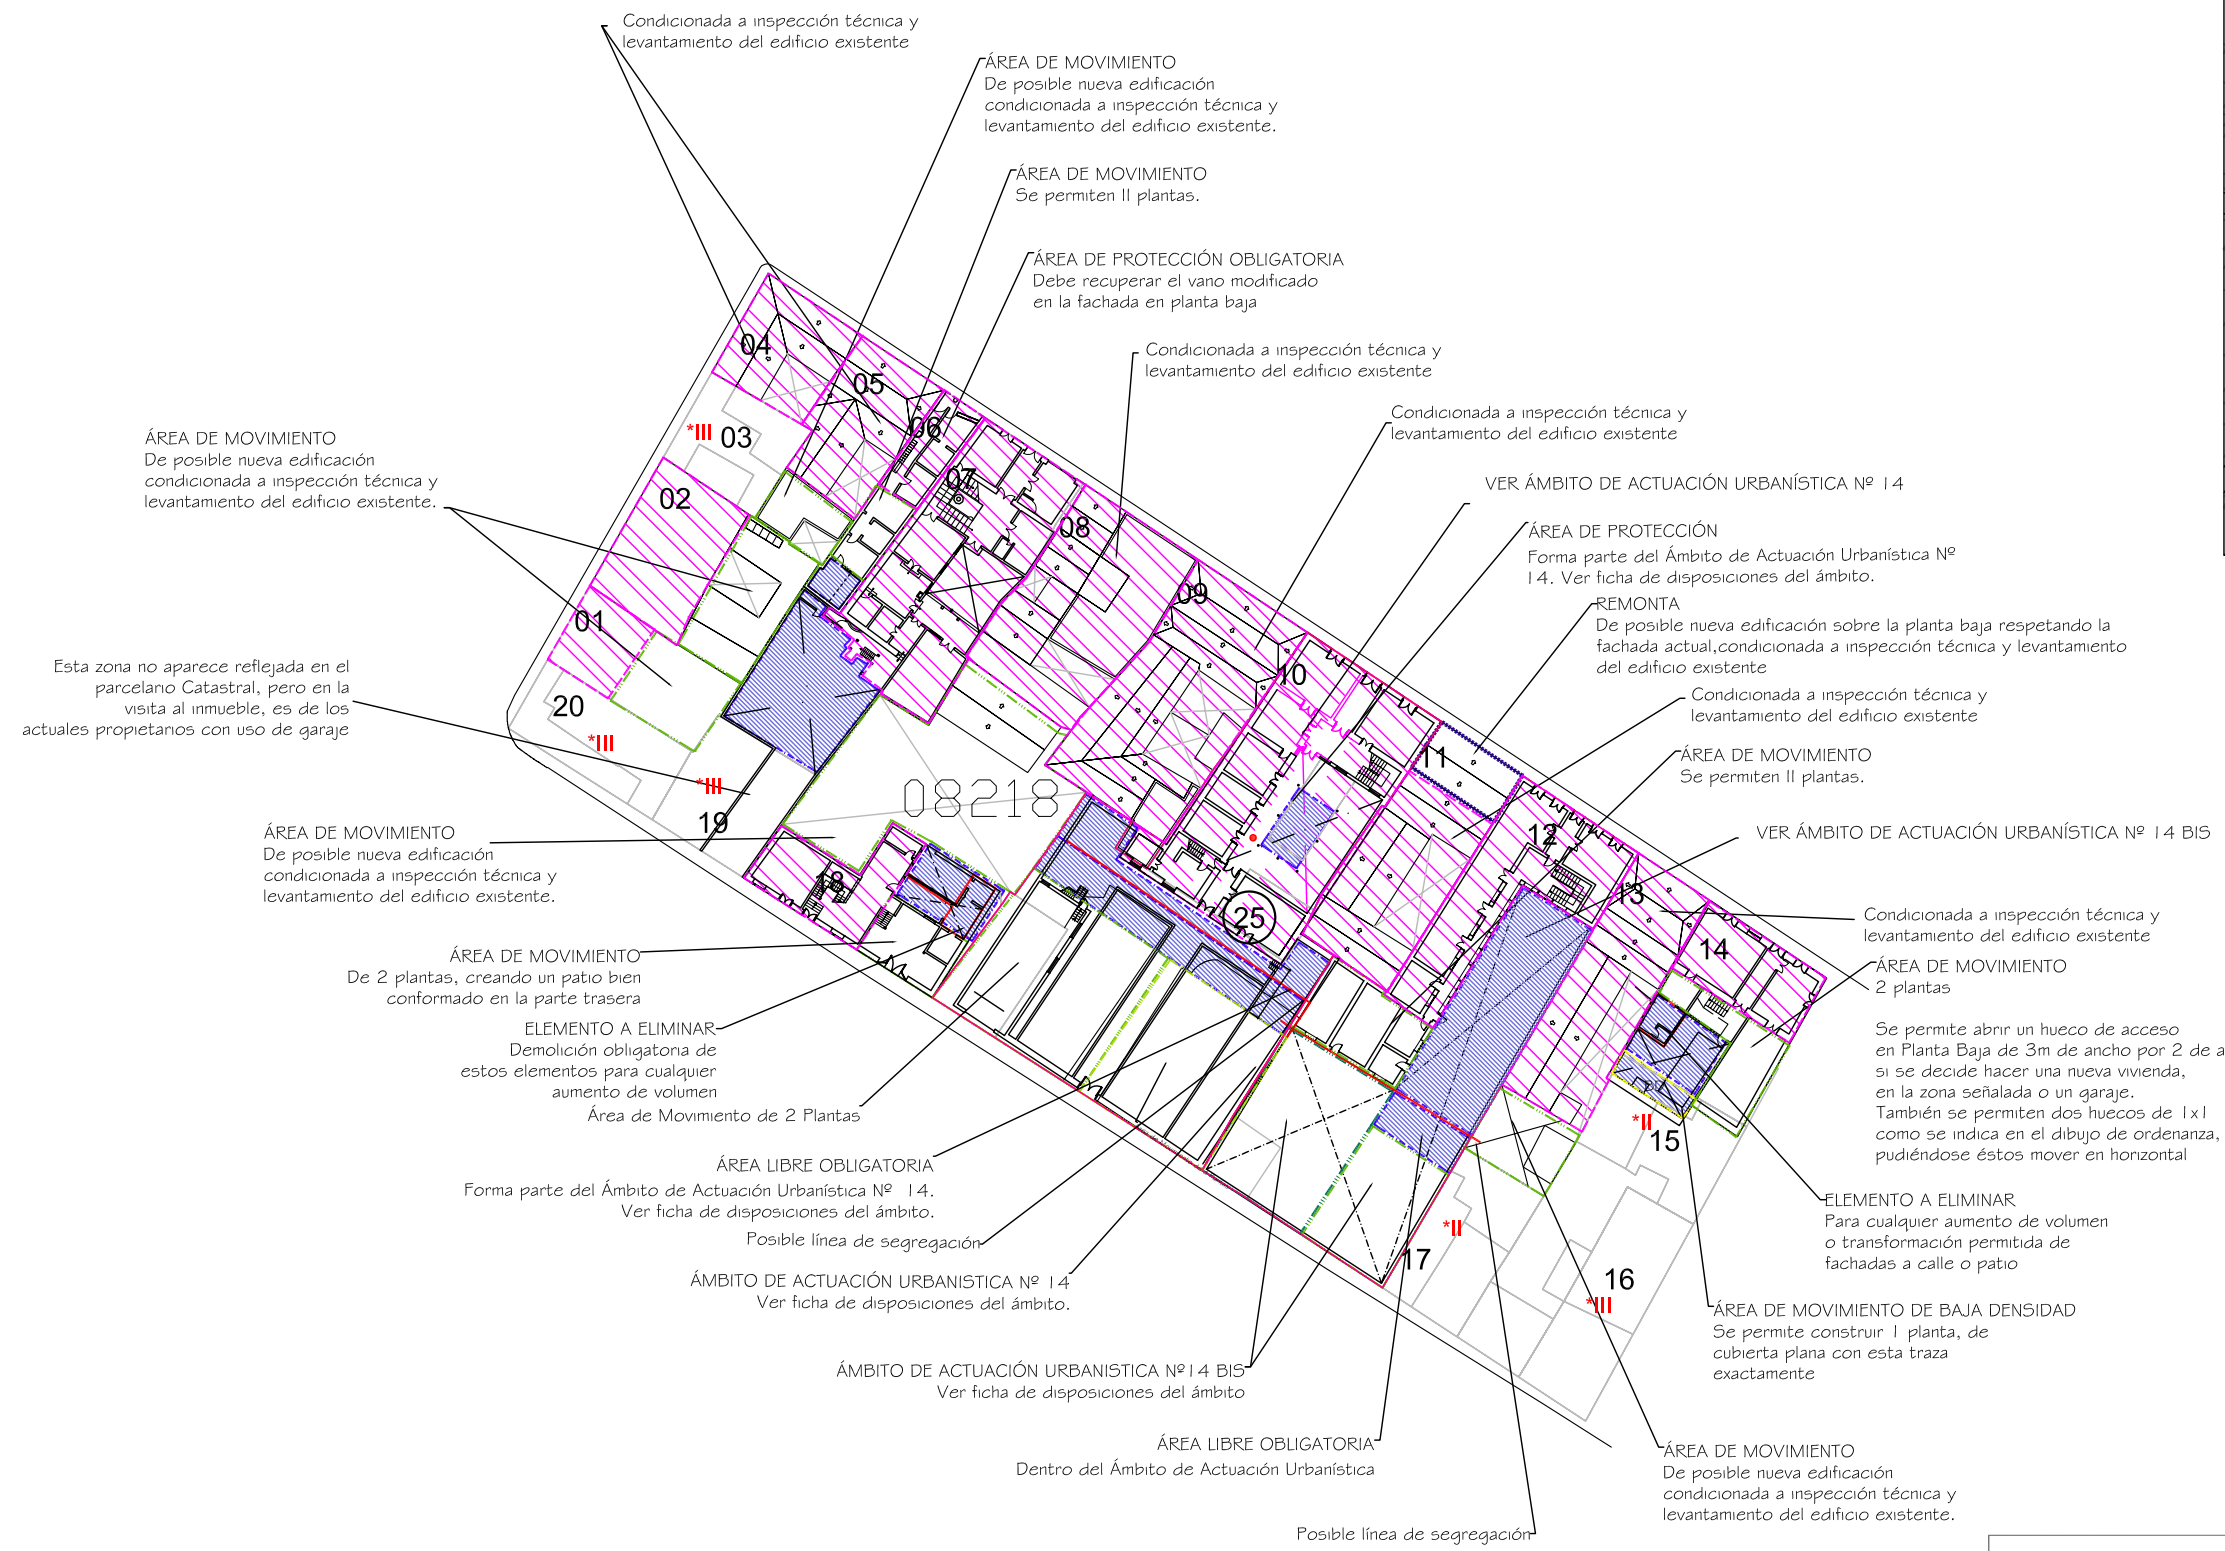 Condicionada a inspección técnica y
levantamiento del edificio existente
ÁREA DE MOVIMIENTO
De posible nueva edificación
condicionada a inspección técnica y
levantamiento del edificio existente.
ÁREA DE MOVIMIENTO
Se permiten II plantas.
ÁREA DE PROTECCIÓN OBLIGATORIA
Debe recuperar el vano modificado
en la fachada en planta baja
Condicionada a inspección técnica y
levantamiento del edificio existente
Condicionada a inspección técnica y
levantamiento del edificio existente
VER ÁMBITO DE ACTUACIÓN URBANÍSTICA Nº 14
ÁREA DE PROTECCIÓN
Forma parte del Ámbito de Actuación Urbanística Nº
14. Ver ficha de disposiciones del ámbito.
REMONTA
De posible nueva edificación sobre la planta baja respetando la
fachada actual,condicionada a inspección técnica y levantamiento
del edificio existente
Condicionada a inspección técnica y
levantamiento del edificio existente
ÁREA DE MOVIMIENTO
Se permiten II plantas.
VER ÁMBITO DE ACTUACIÓN URBANÍSTICA Nº 14 BIS
Condicionada a inspección técnica y
levantamiento del edificio existente
ÁREA DE MOVIMIENTO
2 plantas
Se permite abrir un hueco de acceso
en Planta Baja de 3m de ancho por 2 de a
si se decide hacer una nueva vivienda,
en la zona señalada o un garaje.
También se permiten dos huecos de 1x1
como se indica en el dibujo de ordenanza,
pudiéndose éstos mover en horizontal
ELEMENTO A ELIMINAR
Para cualquier aumento de volumen
o transformación permitida de
fachadas a calle o patio
ÁREA DE MOVIMIENTO DE BAJA DENSIDAD
Se permite construir 1 planta, de
cubierta plana con esta traza
exactamente
ÁREA DE MOVIMIENTO
De posible nueva edificación
condicionada a inspección técnica y
levantamiento del edificio existente.
ÁREA DE MOVIMIENTO
De posible nueva edificación
condicionada a inspección técnica y
levantamiento del edificio existente.
Esta zona no aparece reflejada en el
parcelario Catastral, pero en la
visita al inmueble, es de los
actuales propietarios con uso de garaje
ÁREA DE MOVIMIENTO
De posible nueva edificación
condicionada a inspección técnica y
levantamiento del edificio existente.
ÁREA DE MOVIMIENTO
De 2 plantas, creando un patio bien
conformado en la parte trasera
ELEMENTO A ELIMINAR
Demolición obligatoria de
estos elementos para cualquier
aumento de volumen
Área de Movimiento de 2 Plantas
ÁREA LIBRE OBLIGATORIA
Forma parte del Ámbito de Actuación Urbanística Nº 14.
Ver ficha de disposiciones del ámbito.
Posible línea de segregación
ÁMBITO DE ACTUACIÓN URBANISTICA Nº 14
Ver ficha de disposiciones del ámbito.
ÁMBITO DE ACTUACIÓN URBANISTICA Nº14 BIS
Ver ficha de disposiciones del ámbito
ÁREA LIBRE OBLIGATORIA
Dentro del Ámbito de Actuación Urbanística
Posible línea de segregación
04
05
06
*III 03
02
07
08
01
09
20
*III
10
*III
11
08218
19
12
18
13
25
14
*II
15
*II
17
16
*III